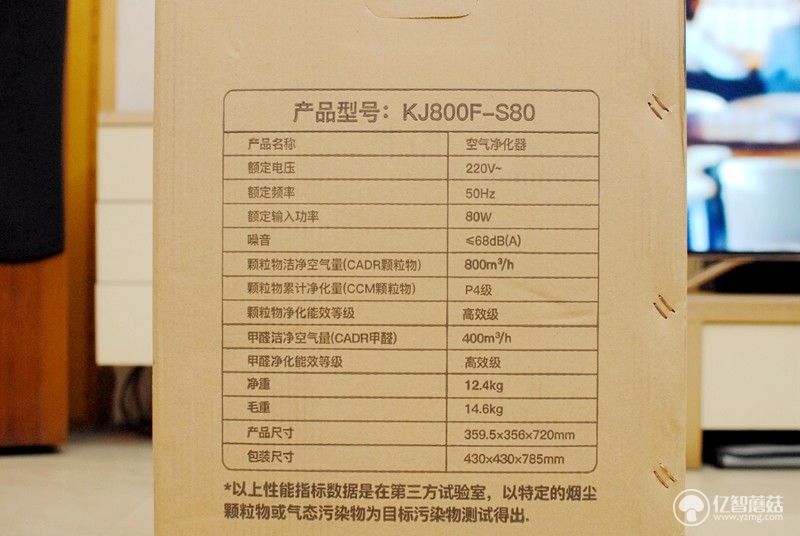 产品型号：KJ800F-S80
产品名称 空气净化器
额定电压 220V~
额定频率 50Hz
额定输入功率 80W
噪音 ≤68dB(A)
颗粒物洁净空气量(CADR颗粒物) 800m³/h
颗粒物累计净化量(CCM颗粒物) P4级
颗粒物净化能效等级 高效级
甲醛洁净空气量(CADR甲醛) 400m³/h
甲醛净化能效等级 高效级
净重 12.4kg
毛重 14.6kg
产品尺寸 359.5×356×720mm
包装尺寸 430×430×785mm
*以上性能指标数据是在第三方试验室，以特定的烟尘
颗粒物或气态污染物为目标污染物测试得出.
亿智蘑菇
www.yzmg.com